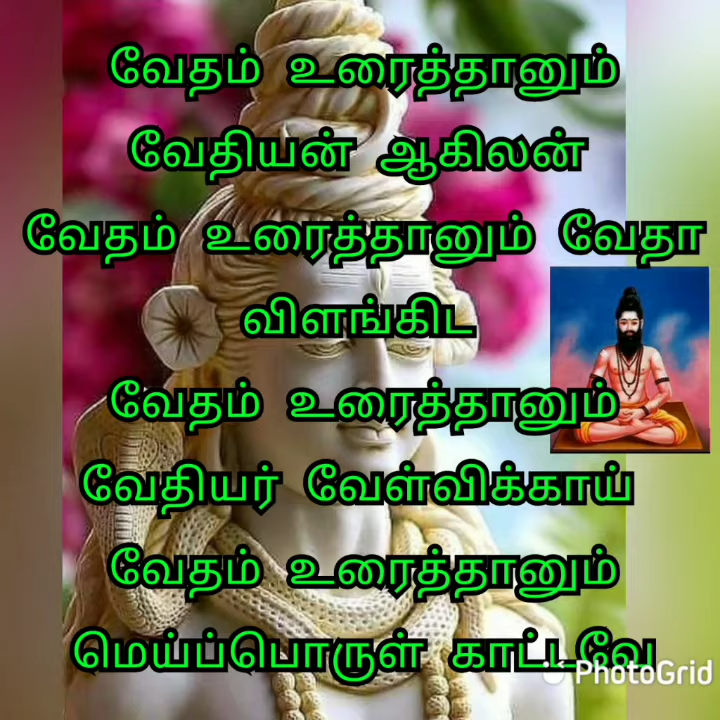 வேதம் உரைத்தானும்
வேதியன் ஆகிலன்
வேதம் உரைத்தானும் வேதா
விளங்கிட
வேதம் உரைத்தானும்
வேதியர் வேள்விக்காய்
வேதம் உரைத்தானும்
மெய்ப்பொருள் காட்டவே
PhotoGrid